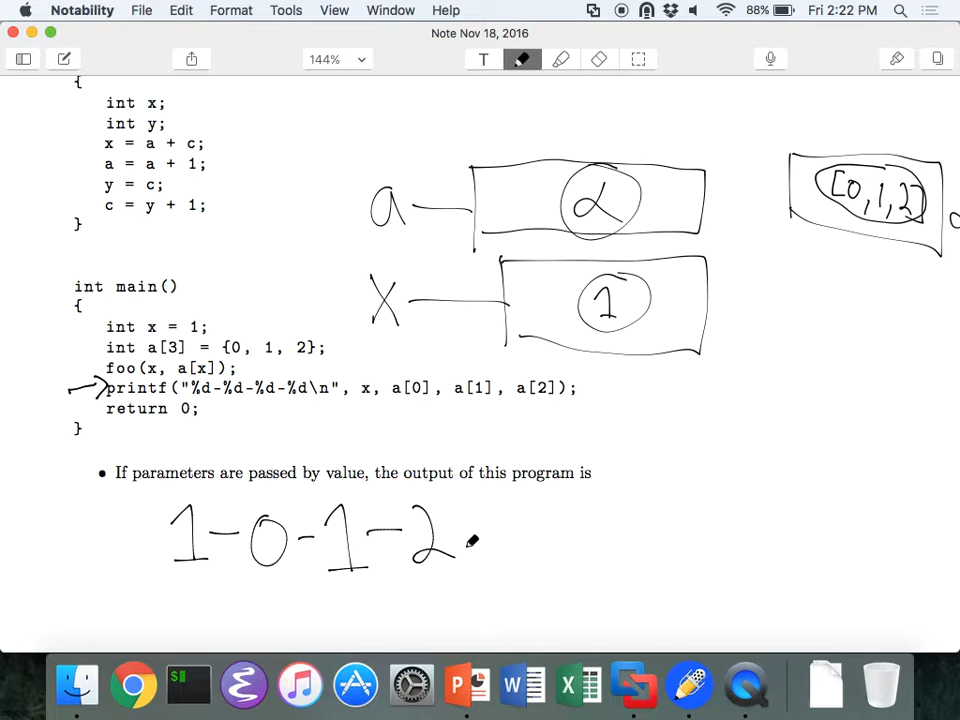 Notability File Edit Format Tools View Window Help 88% Fri 2:22 PM
Note Nov 18, 2016
144% T
{
int x;
int y;
x = a + c;
a = a + 1;
y = c;
c = y + 1;
}
a α [0,1,2]
x 1
int main()
{
int x = 1;
int a[3] = {0, 1, 2};
foo(x, a[x]);
printf("%d-%d-%d-%d\n", x, a[0], a[1], a[2]);
return 0;
}
• If parameters are passed by value, the output of this program is
1-0-1-2
$
P W X